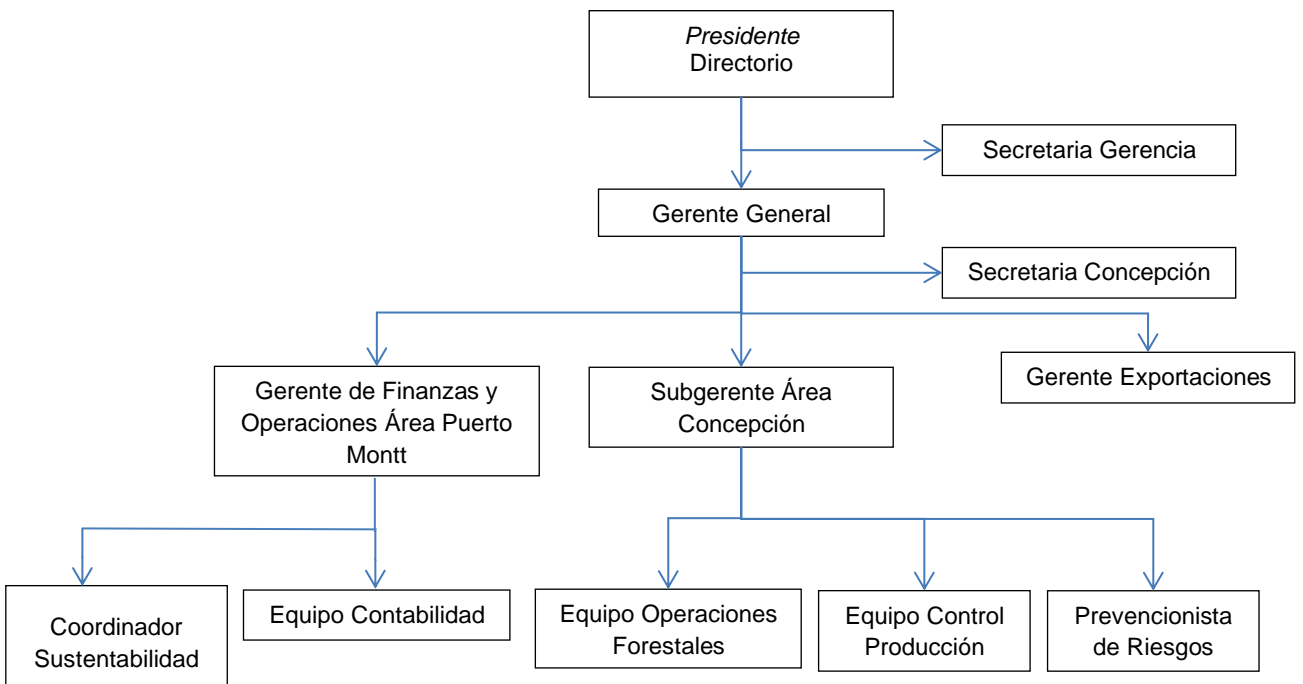 Presidente
Directorio
Secretaria Gerencia
Gerente General
Secretaria Concepción
Gerente de Finanzas y
Operaciones Área Puerto
Montt
Subgerente Área
Concepción
Gerente Exportaciones
Coordinador
Sustentabilidad
Equipo Contabilidad
Equipo Operaciones
Forestales
Equipo Control
Producción
Prevencionista
de Riesgos